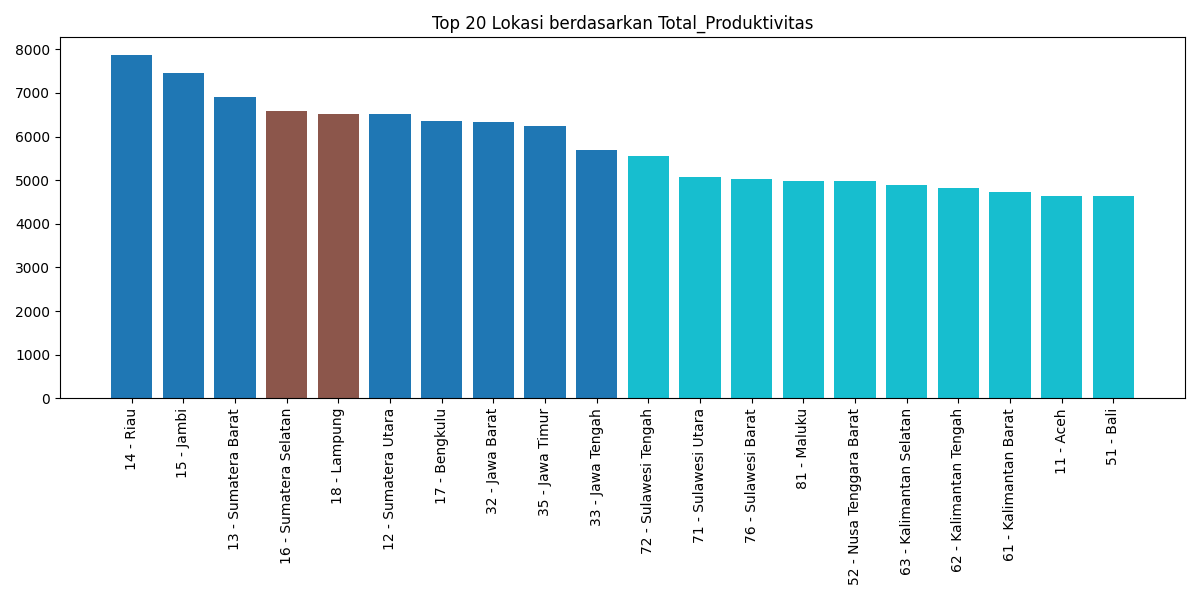 Top 20 Lokasi berdasarkan Total_Produktivitas
8000
7000
6000
5000
4000
3000
2000
1000
0
14 - Riau
15 - Jambi
13 - Sumatera Barat
16 - Sumatera Selatan
18 - Lampung
12 - Sumatera Utara
17 - Bengkulu
32 - Jawa Barat
35 - Jawa Timur
33 - Jawa Tengah
72 - Sulawesi Tengah
71 - Sulawesi Utara
76 - Sulawesi Barat
81 - Maluku
52 - Nusa Tenggara Barat
63 - Kalimantan Selatan
62 - Kalimantan Tengah
61 - Kalimantan Barat
11 - Aceh
51 - Bali